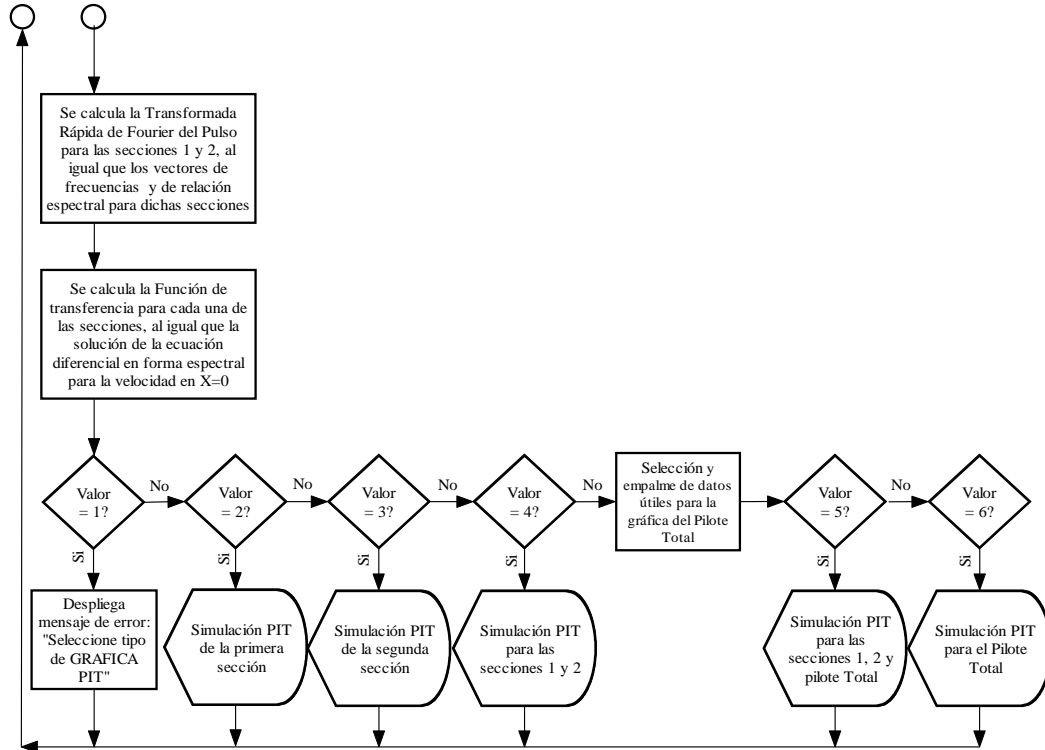 Se calcula la Transformada
Rápida de Fourier del Pulso
para las secciones 1 y 2, al
igual que los vectores de
frecuencias y de relación
espectral para dichas secciones
Se calcula la Función de
transferencia para cada una de
las secciones, al igual que la
solución de la ecuación
diferencial en forma espectral
para la velocidad en X=0
Valor
= 1?
No
Si
Valor
= 2?
No
Si
Valor
= 3?
No
Si
Valor
= 4?
No
Si
Selección y
empalme de datos
útiles para la
gráfica del Pilote
Total
Valor
= 5?
No
Si
Valor
= 6?
Si
Despliega
mensaje de error:
"Seleccione tipo
de GRAFICA
PIT"
Simulación PIT
de la primera
sección
Simulación PIT
de la segunda
sección
Simulación PIT
para las
secciones 1 y 2
Simulación PIT
para las
secciones 1, 2 y
pilote Total
Simulación PIT
para el Pilote
Total